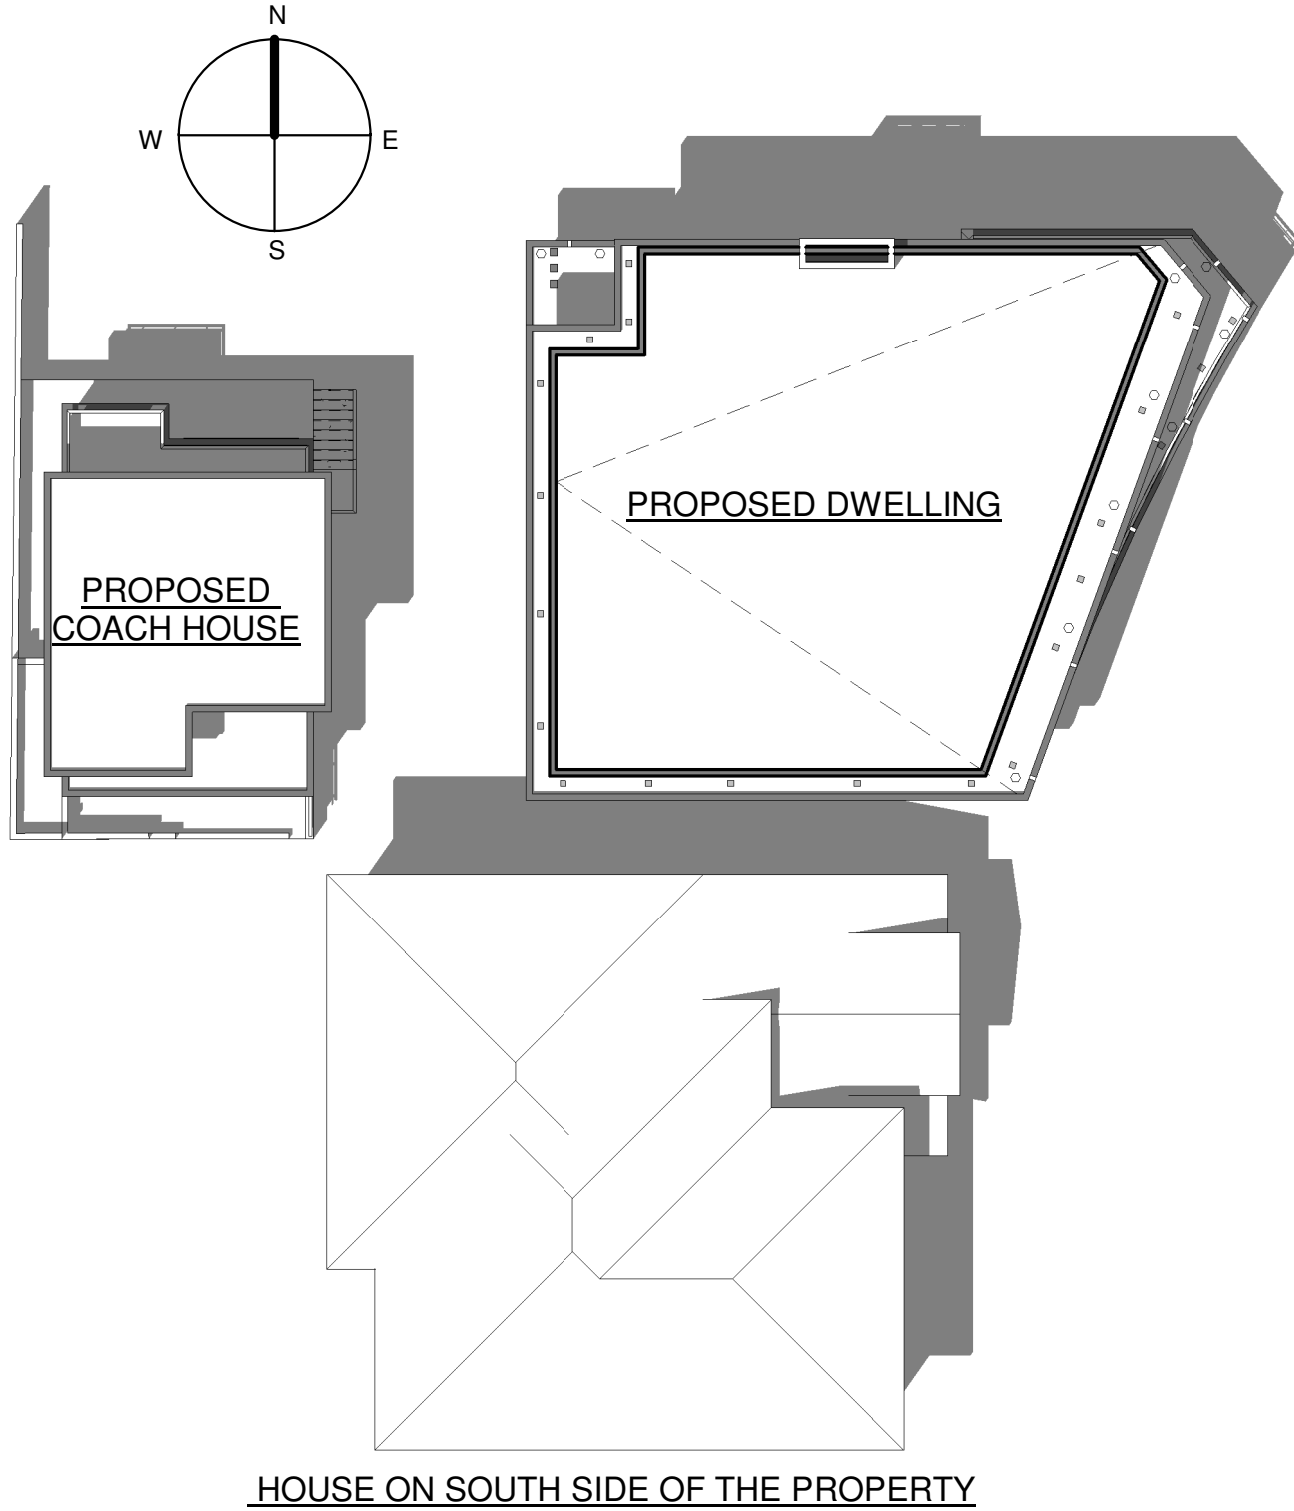 N
W
E
S
PROPOSED DWELLING
PROPOSED
COACH HOUSE
HOUSE ON SOUTH SIDE OF THE PROPERTY